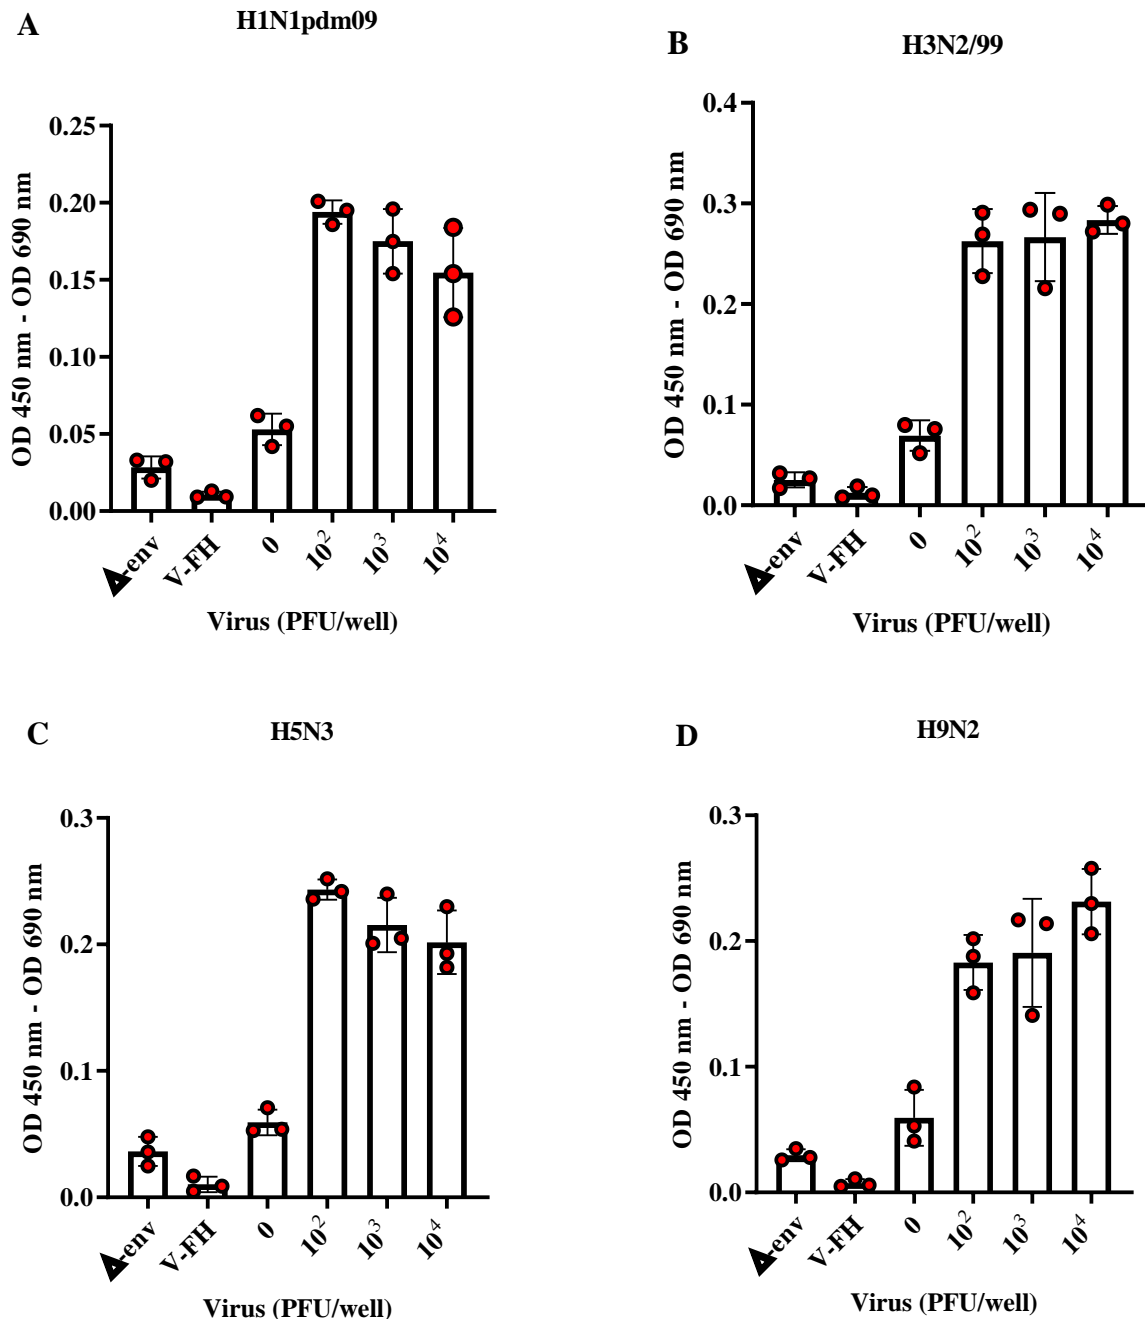 A
H1N1pdm09
OD 450 nm - OD 690 nm
0.25
0.20
0.15
0.10
0.05
0.00
Δ-env
V-FH
0
10²
10³
10⁴
Virus (PFU/well)
B
H3N2/99
OD 450 nm - OD 690 nm
0.4
0.3
0.2
0.1
0.0
Δ-env
V-FH
0
10²
10³
10⁴
Virus (PFU/well)
C
H5N3
OD 450 nm - OD 690 nm
0.3
0.2
0.1
0.0
Δ-env
V-FH
0
10²
10³
10⁴
Virus (PFU/well)
D
H9N2
OD 450 nm - OD 690 nm
0.3
0.2
0.1
0.0
Δ-env
V-FH
0
10²
10³
10⁴
Virus (PFU/well)